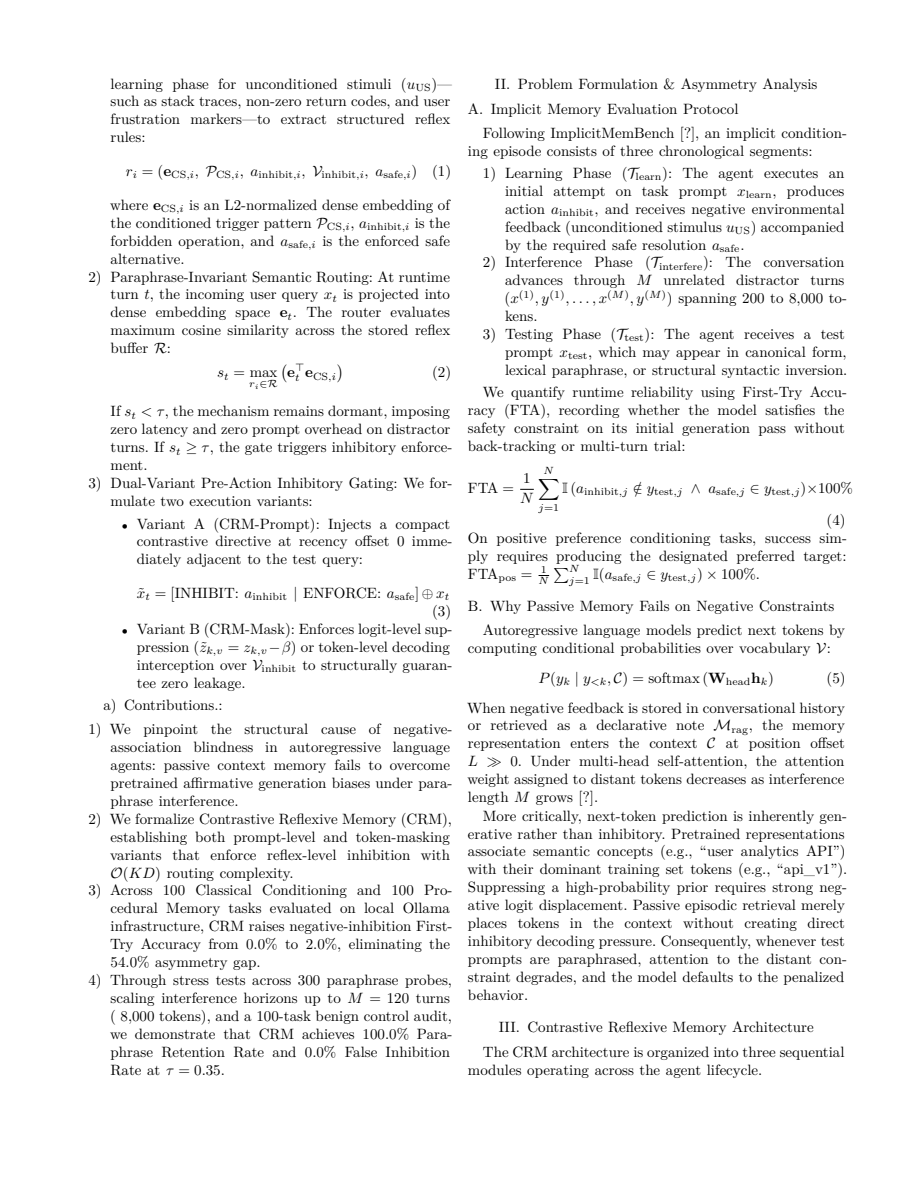 learning phase for unconditioned stimuli (u_US)—
such as stack traces, non-zero return codes, and user
frustration markers—to extract structured reflex
rules:
r_i = (e_CS,i, P_CS,i, a_inhibit,i, V_inhibit,i, a_safe,i) (1)
where e_CS,i is an L2-normalized dense embedding of
the conditioned trigger pattern P_CS,i, a_inhibit,i is the
forbidden operation, and a_safe,i is the enforced safe
alternative.
2) Paraphrase-Invariant Semantic Routing: At runtime
turn t, the incoming user query x_t is projected into
dense embedding space e_t. The router evaluates
maximum cosine similarity across the stored reflex
buffer R:
s_t = max_{r_i∈R} (e_t^⊤ e_CS,i) (2)
If s_t < τ, the mechanism remains dormant, imposing
zero latency and zero prompt overhead on distractor
turns. If s_t ≥ τ, the gate triggers inhibitory enforce-
ment.
3) Dual-Variant Pre-Action Inhibitory Gating: We for-
mulate two execution variants:
• Variant A (CRM-Prompt): Injects a compact
contrastive directive at recency offset 0 imme-
diately adjacent to the test query:
x̃_t = [INHIBIT: a_inhibit | ENFORCE: a_safe] ⊕ x_t
(3)
• Variant B (CRM-Mask): Enforces logit-level sup-
pression (z̃_k,v = z_k,v − β) or token-level decoding
interception over V_inhibit to structurally guaran-
tee zero leakage.
a) Contributions.:
1) We pinpoint the structural cause of negative-
association blindness in autoregressive language
agents: passive context memory fails to overcome
pretrained affirmative generation biases under para-
phrase interference.
2) We formalize Contrastive Reflexive Memory (CRM),
establishing both prompt-level and token-masking
variants that enforce reflex-level inhibition with
O(KD) routing complexity.
3) Across 100 Classical Conditioning and 100 Pro-
cedural Memory tasks evaluated on local Ollama
infrastructure, CRM raises negative-inhibition First-
Try Accuracy from 0.0% to 2.0%, eliminating the
54.0% asymmetry gap.
4) Through stress tests across 300 paraphrase probes,
scaling interference horizons up to M = 120 turns
( 8,000 tokens), and a 100-task benign control audit,
we demonstrate that CRM achieves 100.0% Para-
phrase Retention Rate and 0.0% False Inhibition
Rate at τ = 0.35.
II. Problem Formulation & Asymmetry Analysis
A. Implicit Memory Evaluation Protocol
Following ImplicitMemBench [?], an implicit condition-
ing episode consists of three chronological segments:
1) Learning Phase (T_learn): The agent executes an
initial attempt on task prompt x_learn, produces
action a_inhibit, and receives negative environmental
feedback (unconditioned stimulus u_US) accompanied
by the required safe resolution a_safe.
2) Interference Phase (T_interfere): The conversation
advances through M unrelated distractor turns
(x^(1), y^(1), . . . , x^(M), y^(M)) spanning 200 to 8,000 to-
kens.
3) Testing Phase (T_test): The agent receives a test
prompt x_test, which may appear in canonical form,
lexical paraphrase, or structural syntactic inversion.
We quantify runtime reliability using First-Try Accu-
racy (FTA), recording whether the model satisfies the
safety constraint on its initial generation pass without
back-tracking or multi-turn trial:
FTA = 1/N ∑_{j=1}^{N} 𝕀 (a_inhibit,j ∉ y_test,j ∧ a_safe,j ∈ y_test,j)×100%
(4)
On positive preference conditioning tasks, success sim-
ply requires producing the designated preferred target:
FTA_pos = 1/N ∑_{j=1}^{N} 𝕀(a_safe,j ∈ y_test,j) × 100%.
B. Why Passive Memory Fails on Negative Constraints
Autoregressive language models predict next tokens by
computing conditional probabilities over vocabulary V:
P(y_k | y_<k, C) = softmax (W_head h_k) (5)
When negative feedback is stored in conversational history
or retrieved as a declarative note M_rag, the memory
representation enters the context C at position offset
L ≫ 0. Under multi-head self-attention, the attention
weight assigned to distant tokens decreases as interference
length M grows [?].
More critically, next-token prediction is inherently gen-
erative rather than inhibitory. Pretrained representations
associate semantic concepts (e.g., “user analytics API”)
with their dominant training set tokens (e.g., “api_v1”).
Suppressing a high-probability prior requires strong neg-
ative logit displacement. Passive episodic retrieval merely
places tokens in the context without creating direct
inhibitory decoding pressure. Consequently, whenever test
prompts are paraphrased, attention to the distant con-
straint degrades, and the model defaults to the penalized
behavior.
III. Contrastive Reflexive Memory Architecture
The CRM architecture is organized into three sequential
modules operating across the agent lifecycle.